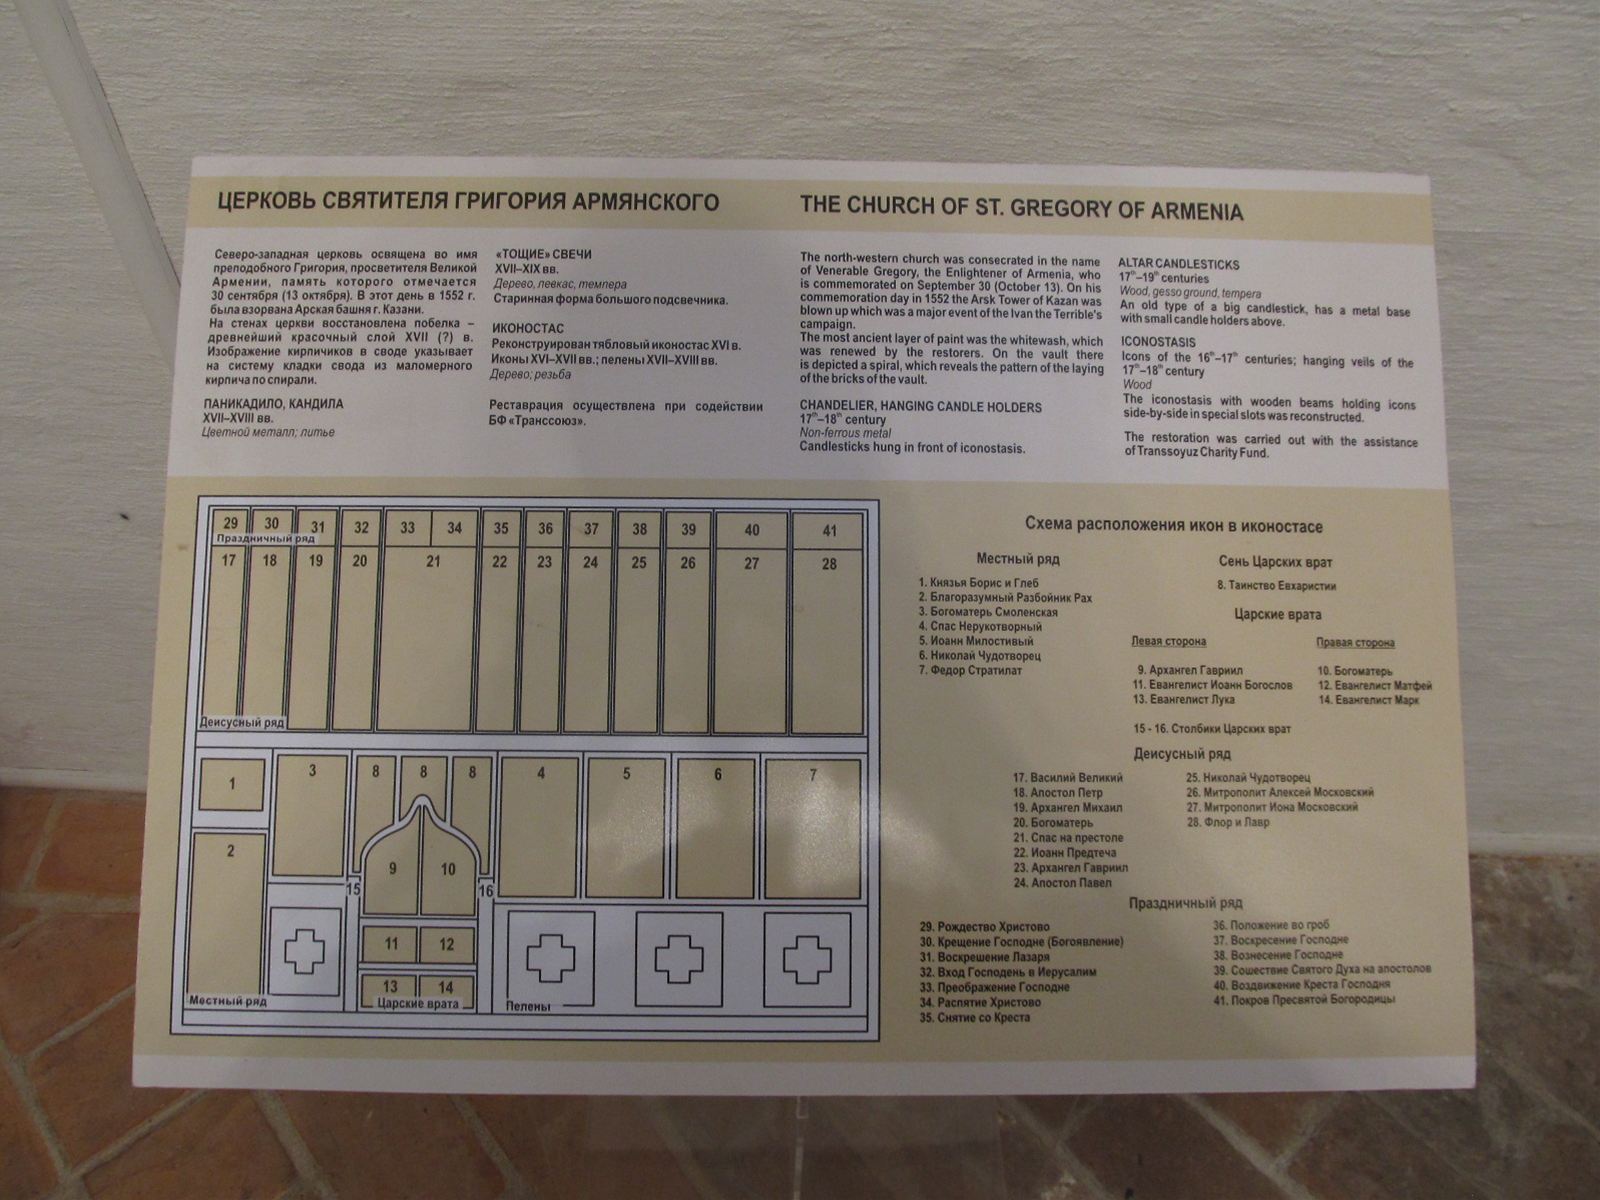 ЦЕРКОВЬ СВЯТИТЕЛЯ ГРИГОРИЯ АРМЯНСКОГО
Северо-западная церковь освящена во имя
преподобного Григория, просветителя Великой
Армении, память которого отмечается
30 сентября (13 октября). В этот день в 1552 г.
была взорвана Арская башня г. Казани.
На стенах церкви восстановлена побелка –
древнейший красочный слой XVII (?) в.
Изображение кирпичиков в своде указывает
на систему кладки свода из маломерного
кирпича по спирали.
ПАНИКАДИЛО, КАНДИЛА
XVII–XVIII вв.
Цветной металл; литье
«ТОЩИЕ» СВЕЧИ
XVII–XIX вв.
Дерево, левкас, темпера
Старинная форма большого подсвечника.
ИКОНОСТАС
Реконструирован тябловый иконостас XVI в.
Иконы XVI–XVII вв.; пелены XVII–XVIII вв.
Дерево; резьба
Реставрация осуществлена при содействии
БФ «Транссоюз».
THE CHURCH OF ST. GREGORY OF ARMENIA
The north-western church was consecrated in the name
of Venerable Gregory, the Enlightener of Armenia, who
is commemorated on September 30 (October 13). On his
commemoration day in 1552 the Arsk Tower of Kazan was
blown up which was a major event of the Ivan the Terrible's
campaign.
The most ancient layer of paint was the whitewash, which
was renewed by the restorers. On the vault there
is depicted a spiral, which reveals the pattern of the laying
of the bricks of the vault.
CHANDELIER, HANGING CANDLE HOLDERS
17th–18th century
Non-ferrous metal
Candlesticks hung in front of iconostasis.
ALTAR CANDLESTICKS
17th–19th centuries
Wood, gesso ground, tempera
An old type of a big candlestick, has a metal base
with small candle holders above.
ICONOSTASIS
Icons of the 16th–17th centuries; hanging veils of the
17th–18th century
Wood
The iconostasis with wooden beams holding icons
side-by-side in special slots was reconstructed.
The restoration was carried out with the assistance
of Transsoyuz Charity Fund.
29 30 31 32 33 34 35 36 37 38 39 40 41
Праздничный ряд
17 18 19 20 21 22 23 24 25 26 27 28
Деисусный ряд
1 3 8 8 8 4 5 6 7
2 9 10
15 16
11 12
13 14
Местный ряд
Царские врата
Пелены
Схема расположения икон в иконостасе
Местный ряд
1. Князья Борис и Глеб
2. Благоразумный Разбойник Рах
3. Богоматерь Смоленская
4. Спас Нерукотворный
5. Иоанн Милостивый
6. Николай Чудотворец
7. Федор Стратилат
Сень Царских врат
8. Таинство Евхаристии
Царские врата
Левая сторона
9. Архангел Гавриил
11. Евангелист Иоанн Богослов
13. Евангелист Лука
Правая сторона
10. Богоматерь
12. Евангелист Матфей
14. Евангелист Марк
15 - 16. Столбики Царских врат
Деисусный ряд
17. Василий Великий
18. Апостол Петр
19. Архангел Михаил
20. Богоматерь
21. Спас на престоле
22. Иоанн Предтеча
23. Архангел Гавриил
24. Апостол Павел
25. Николай Чудотворец
26. Митрополит Алексей Московский
27. Митрополит Иона Московский
28. Флор и Лавр
Праздничный ряд
29. Рождество Христово
30. Крещение Господне (Богоявление)
31. Воскрешение Лазаря
32. Вход Господень в Иерусалим
33. Преображение Господне
34. Распятие Христово
35. Снятие со Креста
36. Положение во гроб
37. Воскресение Господне
38. Вознесение Господне
39. Сошествие Святого Духа на апостолов
40. Воздвижение Креста Господня
41. Покров Пресвятой Богородицы